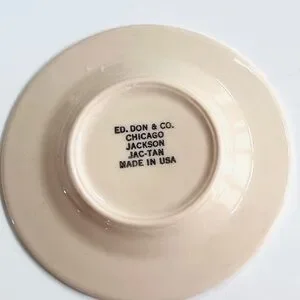 ED. DON & CO.
CHICAGO
JACKSON
JAC-TAN
MADE IN USA